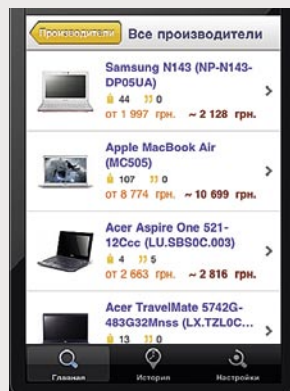 Производители
Все производители
Samsung N143 (NP-N143-
DP05UA)
44 0
от 1 997 грн. ~ 2 128 грн.
Apple MacBook Air
(MC505)
107 0
от 8 774 грн. ~ 10 699 грн.
Acer Aspire One 521-
12Ccc (LU.SBS0C.003)
4 5
от 2 663 грн. ~ 2 816 грн.
Acer TravelMate 5742G-
483G32Mnss (LX.TZL0C...
13 0
Главная
История
Настройки